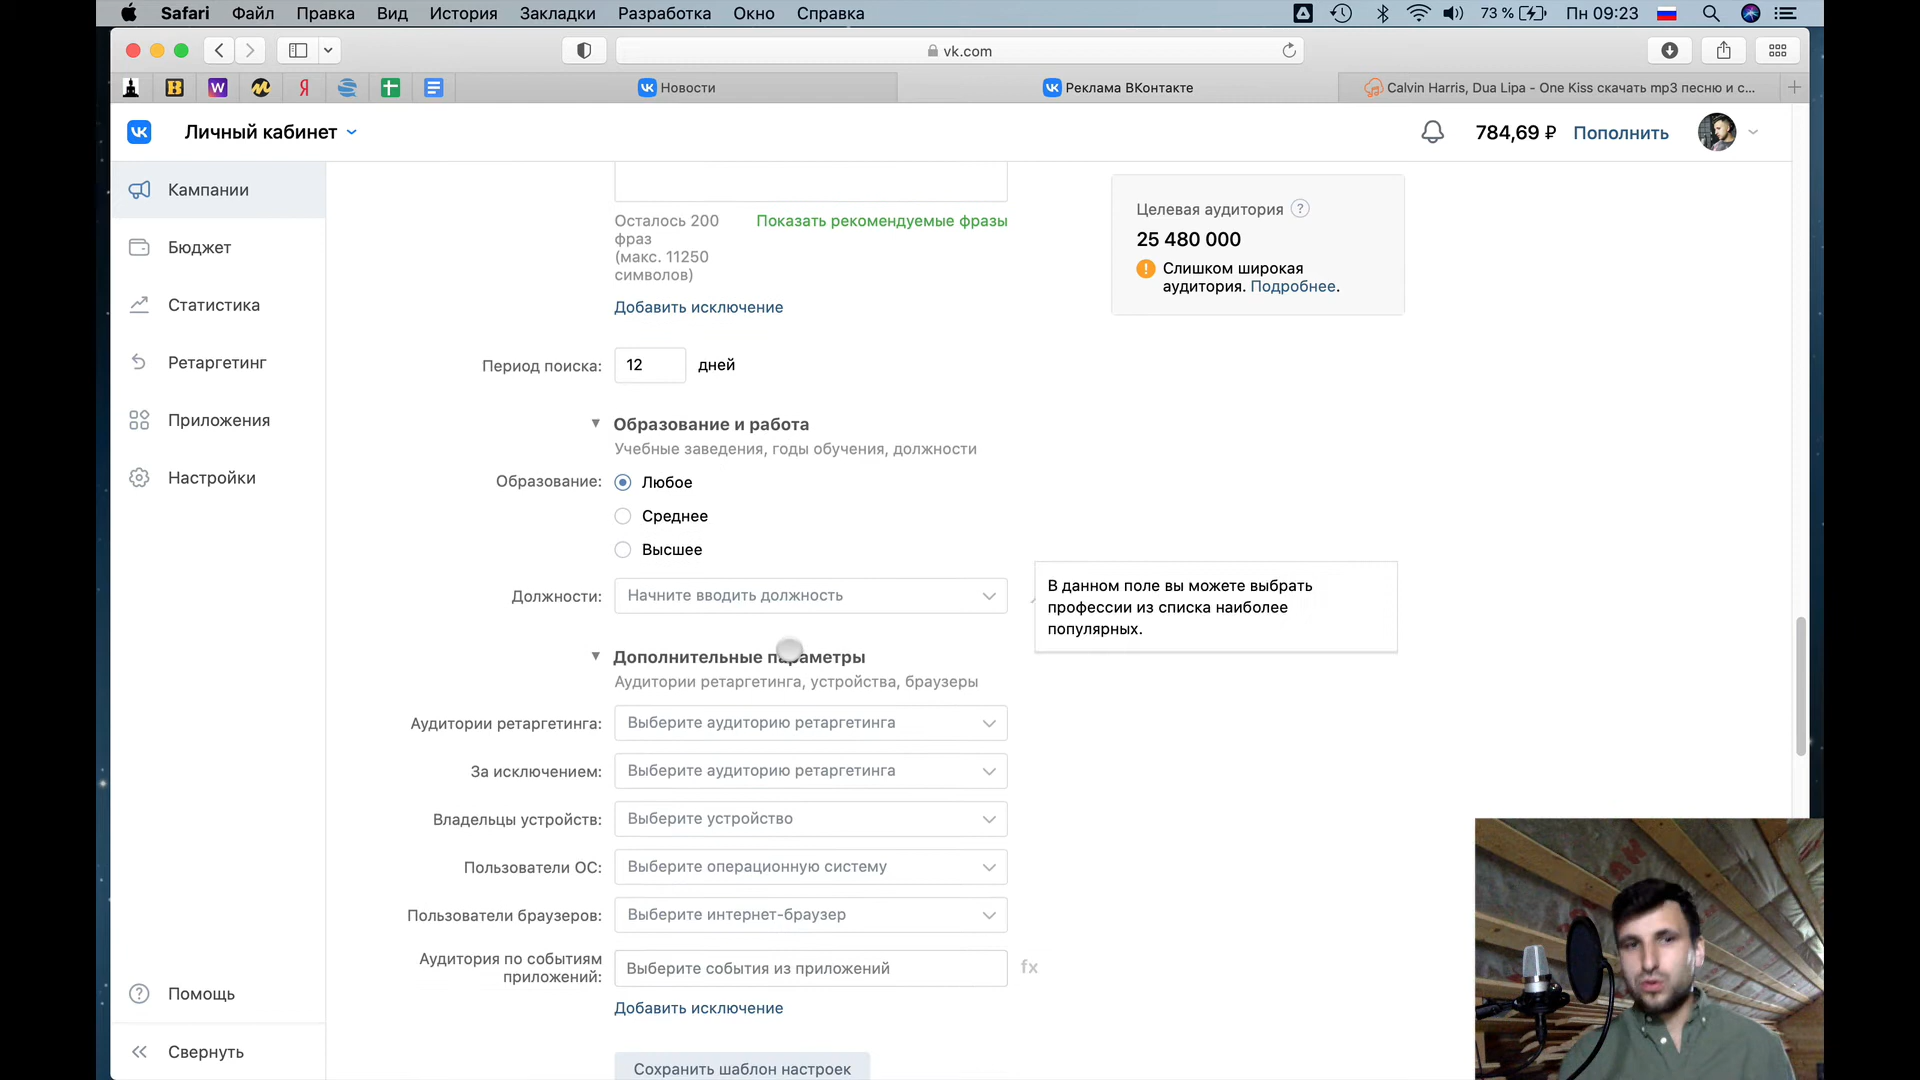 Safari Файл Правка Вид История Закладки Разработка Окно Справка 73 % Пн 09:23
vk.com
Новости
Реклама ВКонтакте
Calvin Harris, Dua Lipa - One Kiss скачать mp3 песню и с...
Личный кабинет
784,69 ₽ Пополнить
Кампании
Бюджет
Статистика
Ретаргетинг
Приложения
Настройки
Помощь
Свернуть
Осталось 200
фраз
(макс. 11250
символов)
Показать рекомендуемые фразы
Добавить исключение
Период поиска: 12 дней
Образование и работа
Учебные заведения, годы обучения, должности
Образование: Любое
Среднее
Высшее
Должности: Начните вводить должность
В данном поле вы можете выбрать
профессии из списка наиболее
популярных.
Дополнительные параметры
Аудитории ретаргетинга, устройства, браузеры
Аудитории ретаргетинга: Выберите аудиторию ретаргетинга
За исключением: Выберите аудиторию ретаргетинга
Владельцы устройств: Выберите устройство
Пользователи ОС: Выберите операционную систему
Пользователи браузеров: Выберите интернет-браузер
Аудитория по событиям
приложений:
Выберите события из приложений fx
Добавить исключение
Сохранить шаблон настроек
Целевая аудитория ?
25 480 000
Слишком широкая
аудитория. Подробнее.